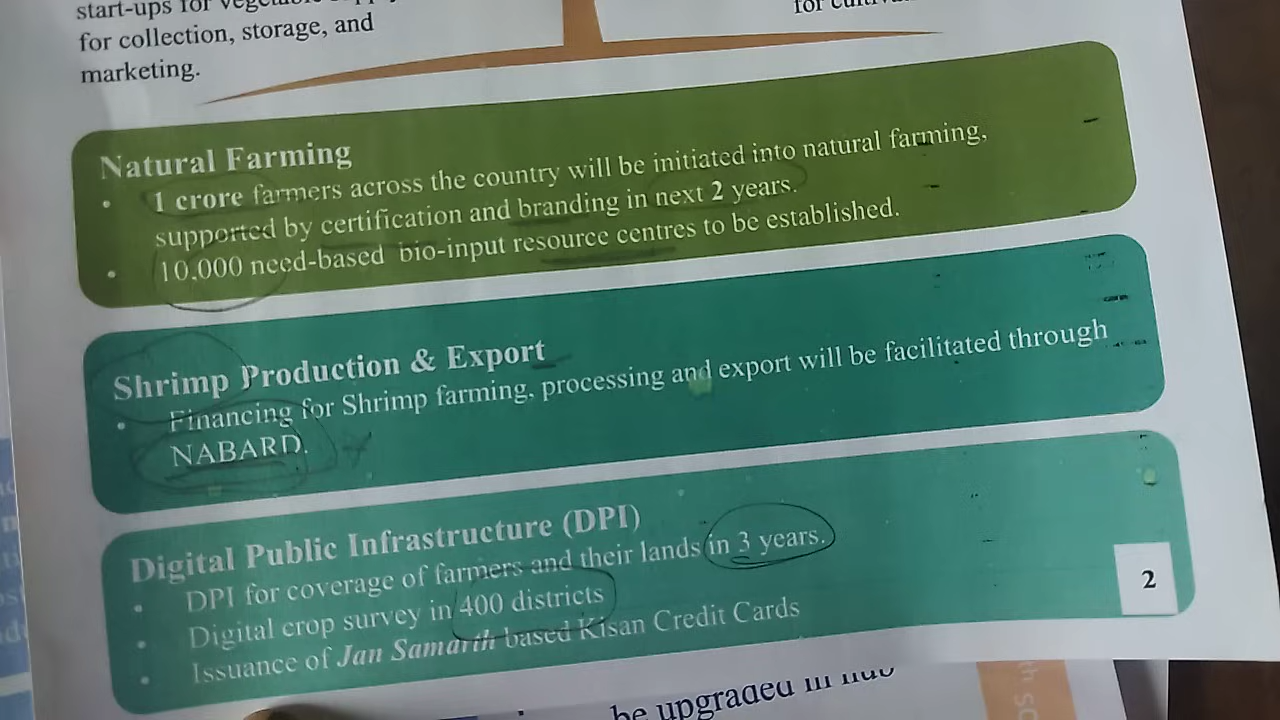 start-ups for vegetable
for collection, storage, and
marketing.
Natural Farming
• 1 crore farmers across the country will be initiated into natural farming,
supported by certification and branding in next 2 years.
• 10,000 need-based bio-input resource centres to be established.
Shrimp Production & Export
• Financing for Shrimp farming, processing and export will be facilitated through
NABARD.
Digital Public Infrastructure (DPI)
• DPI for coverage of farmers and their lands in 3 years.
• Digital crop survey in 400 districts
• Issuance of Jan Samarth based Kisan Credit Cards
2
be upgraded in